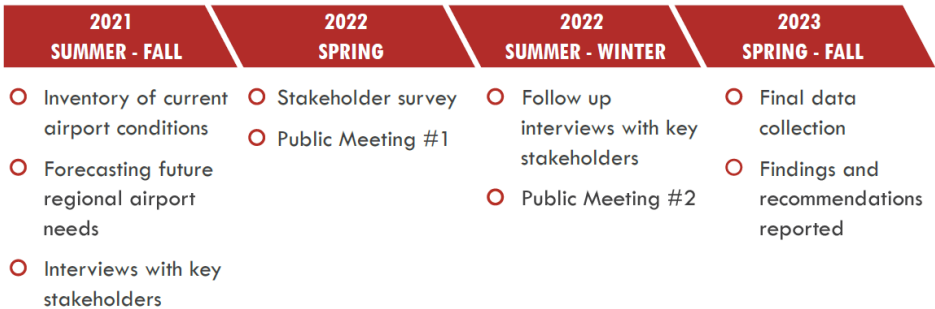 2021
SUMMER - FALL
Inventory of current
airport conditions
Forecasting future
regional airport
needs
Interviews with key
stakeholders
2022
SPRING
Stakeholder survey
Public Meeting #1
2022
SUMMER - WINTER
Follow up
interviews with key
stakeholders
Public Meeting #2
2023
SPRING - FALL
Final data
collection
Findings and
recommendations
reported